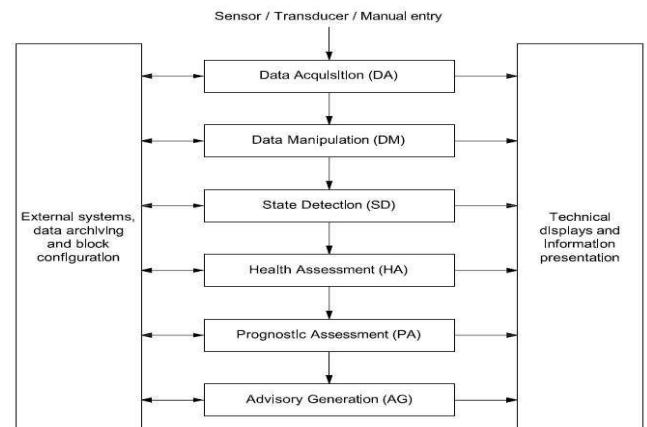 Sensor / Transducer / Manual entry
Data Acquisition (DA)
Data Manipulation (DM)
State Detection (SD)
External systems,
data archiving
and block
configuration
Technical
displays and
information
presentation
Health Assessment (HA)
Prognostic Assessment (PA)
Advisory Generation (AG)